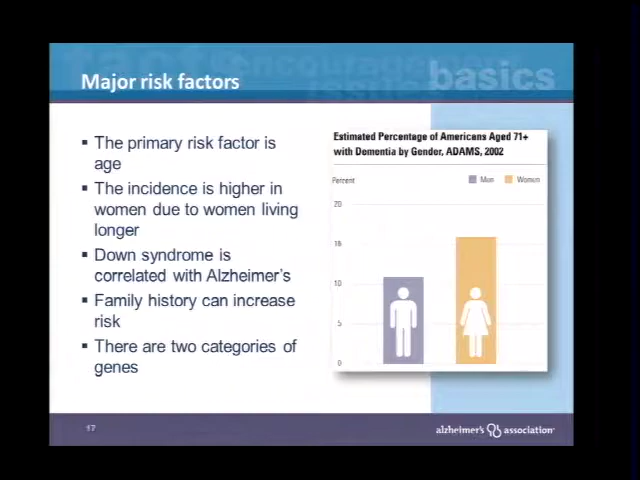 basics
Major risk factors
▪ The primary risk factor is
age
▪ The incidence is higher in
women due to women living
longer
▪ Down syndrome is
correlated with Alzheimer's
▪ Family history can increase
risk
▪ There are two categories of
genes
Estimated Percentage of Americans Aged 71+
with Dementia by Gender, ADAMS, 2002
Percent
Men Women
20
10
5
0
17
alzheimer's association